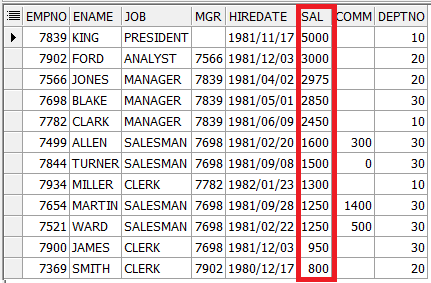 EMPNO ENAME JOB MGR HIREDATE SAL COMM DEPTNO
7839 KING PRESIDENT 1981/11/17 5000 10
7902 FORD ANALYST 7566 1981/12/03 3000 20
7566 JONES MANAGER 7839 1981/04/02 2975 20
7698 BLAKE MANAGER 7839 1981/05/01 2850 30
7782 CLARK MANAGER 7839 1981/06/09 2450 10
7499 ALLEN SALESMAN 7698 1981/02/20 1600 300 30
7844 TURNER SALESMAN 7698 1981/09/08 1500 0 30
7934 MILLER CLERK 7782 1982/01/23 1300 10
7654 MARTIN SALESMAN 7698 1981/09/28 1250 1400 30
7521 WARD SALESMAN 7698 1981/02/22 1250 500 30
7900 JAMES CLERK 7698 1981/12/03 950 30
7369 SMITH CLERK 7902 1980/12/17 800 20